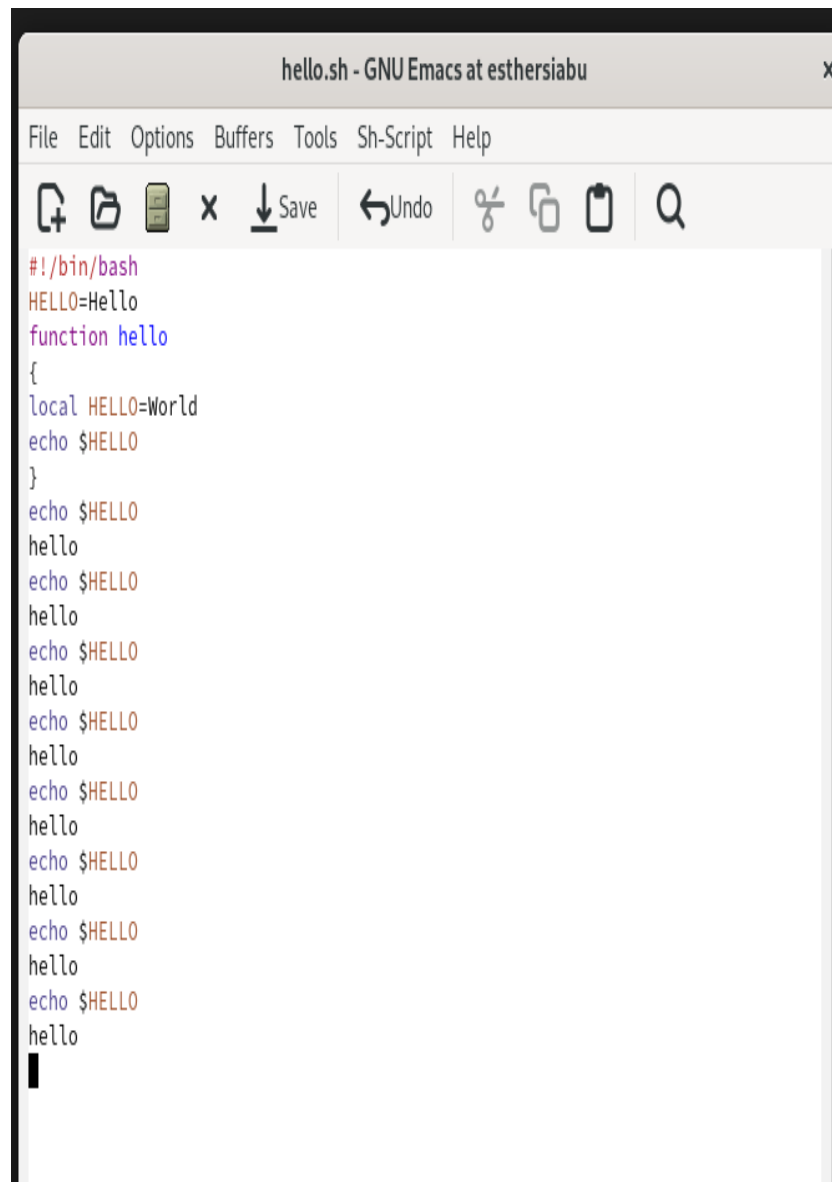 hello.sh - GNU Emacs at esthersiabu
File Edit Options Buffers Tools Sh-Script Help
Save Undo
#!/bin/bash
HELLO=Hello
function hello
{
local HELLO=World
echo $HELLO
}
echo $HELLO
hello
echo $HELLO
hello
echo $HELLO
hello
echo $HELLO
hello
echo $HELLO
hello
echo $HELLO
hello
echo $HELLO
hello
echo $HELLO
hello